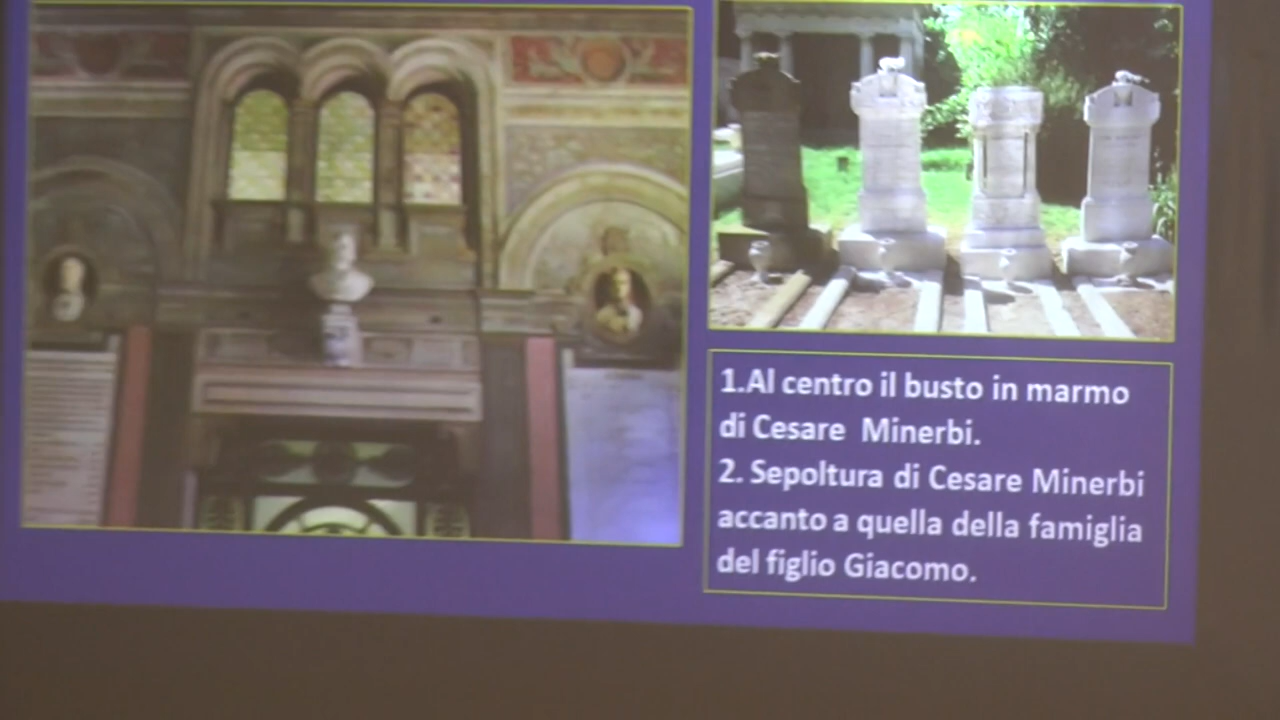 1.Al centro il busto in marmo
di Cesare Minerbi.
2. Sepoltura di Cesare Minerbi
accanto a quella della famiglia
del figlio Giacomo.